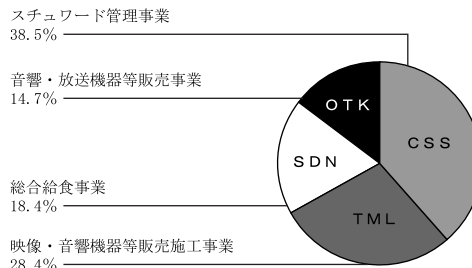 スチュワード管理事業
38.5%
音響・放送機器等販売事業
14.7%
OTK
CSS
SDN
総合給食事業
18.4%
TML
映像・音響機器等販売施工事業
28.4%